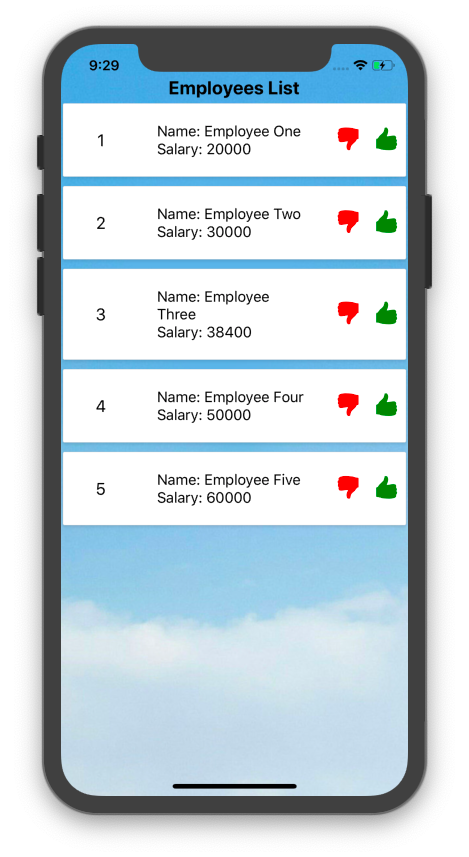 9:29
Employees List
1
Name: Employee One
Salary: 20000
2
Name: Employee Two
Salary: 30000
3
Name: Employee
Three
Salary: 38400
4
Name: Employee Four
Salary: 50000
5
Name: Employee Five
Salary: 60000